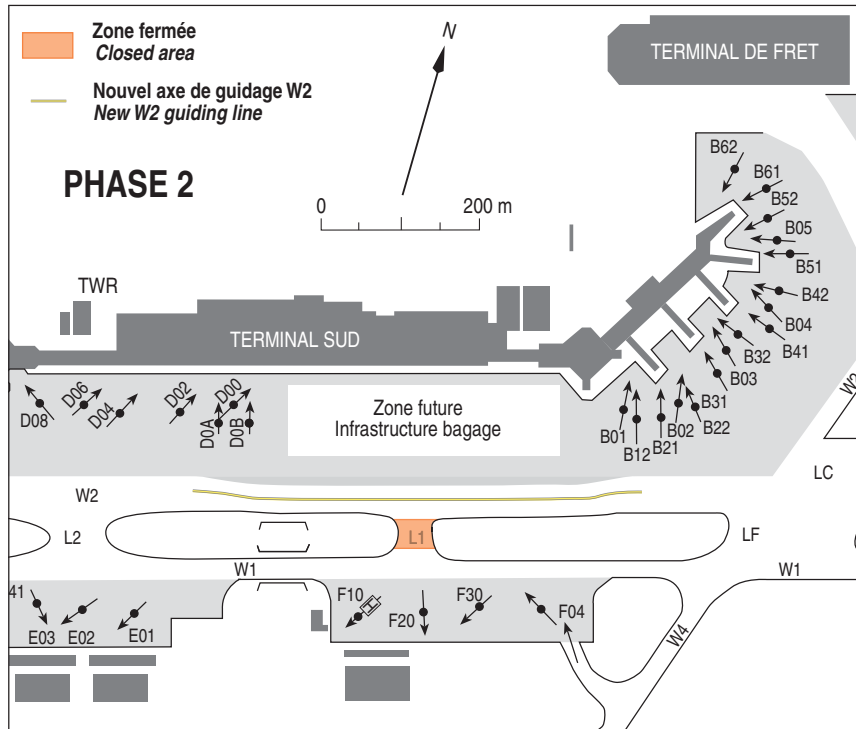 Zone fermée
Closed area
Nouvel axe de guidage W2
New W2 guiding line
N
TERMINAL DE FRET
PHASE 2
0 200 m
B62
B61
B52
B05
B51
B42
B04
B41
B32
B03
B31
B22
B02
B21
B12
B01
TWR
TERMINAL SUD
D08
D06
D04
D02
D00
D0A
D0B
Zone future
Infrastructure bagage
LC
W2
L2
L1
LF
W1
W1
41
E03
E02
E01
F10
F20
F30
F04
W4